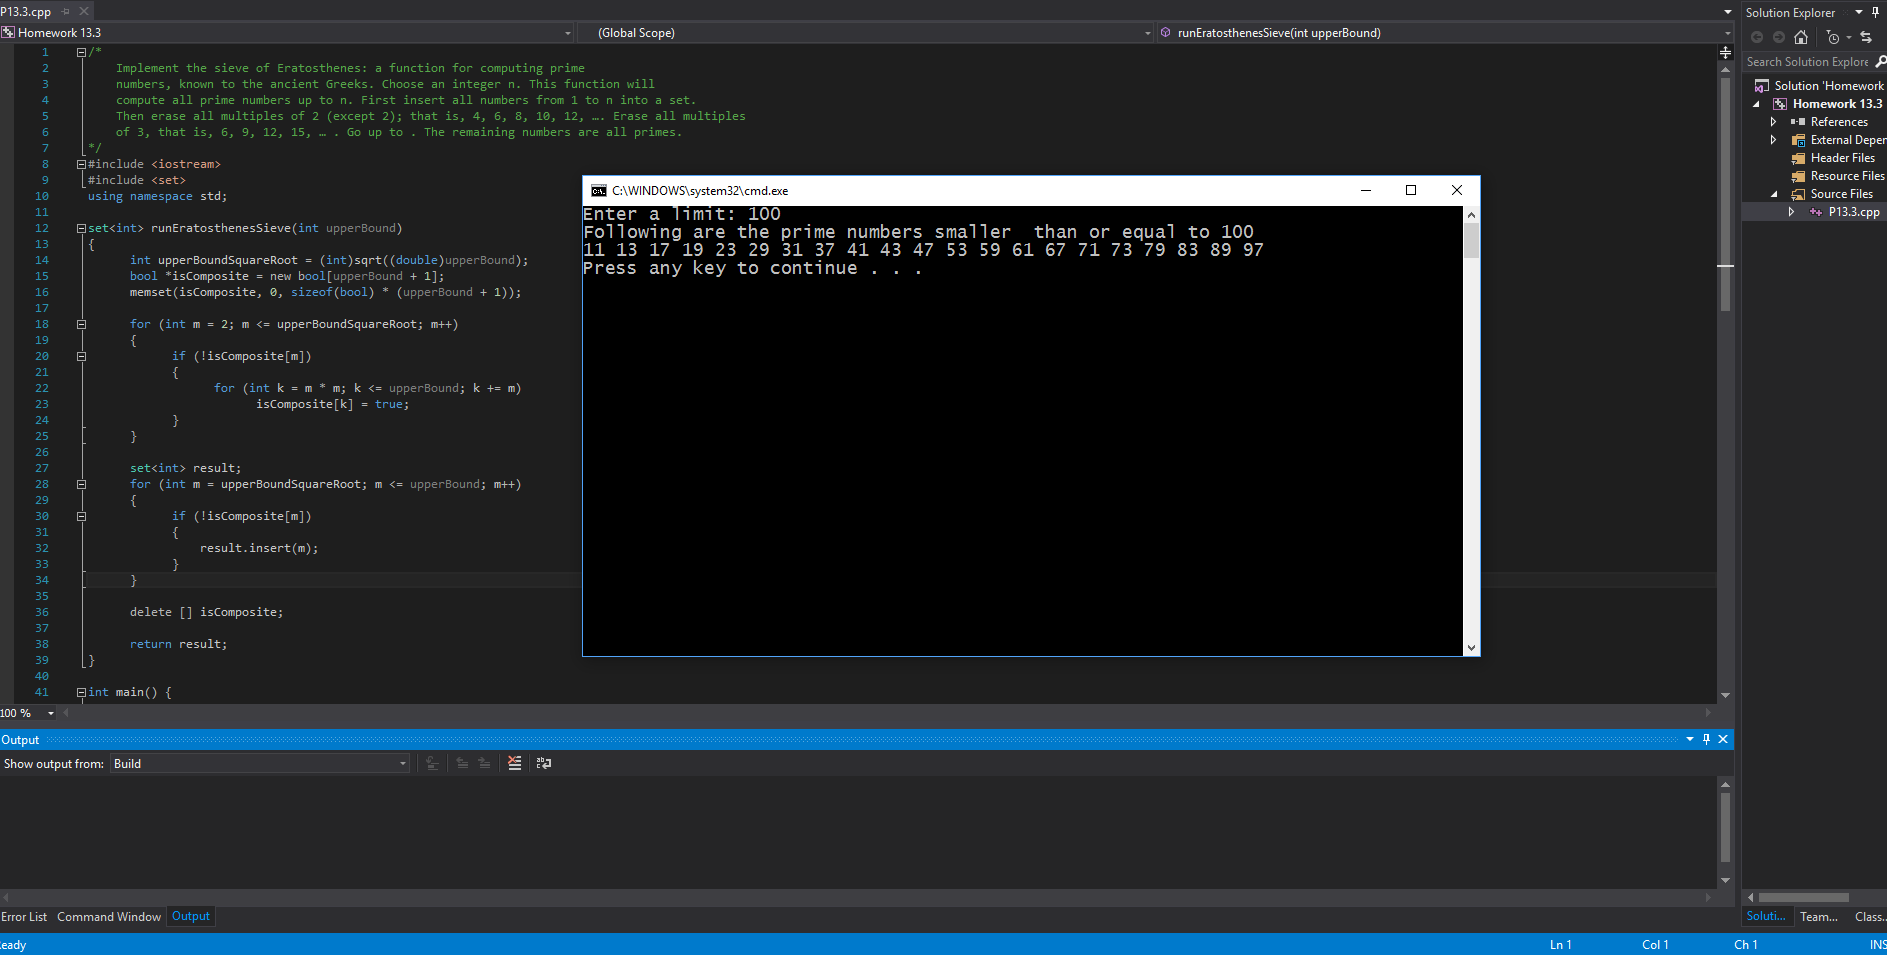 P13.3.cpp
Homework 13.3
(Global Scope)
runEratosthenesSieve(int upperBound)
1 /*
2 Implement the sieve of Eratosthenes: a function for computing prime
3 numbers, known to the ancient Greeks. Choose an integer n. This function will
4 compute all prime numbers up to n. First insert all numbers from 1 to n into a set.
5 Then erase all multiples of 2 (except 2); that is, 4, 6, 8, 10, 12, …. Erase all multiples
6 of 3, that is, 6, 9, 12, 15, … . Go up to . The remaining numbers are all primes.
7 */
8 #include <iostream>
9 #include <set>
10 using namespace std;
11
12 set<int> runEratosthenesSieve(int upperBound)
13 {
14 int upperBoundSquareRoot = (int)sqrt((double)upperBound);
15 bool *isComposite = new bool[upperBound + 1];
16 memset(isComposite, 0, sizeof(bool) * (upperBound + 1));
17
18 for (int m = 2; m <= upperBoundSquareRoot; m++)
19 {
20 if (!isComposite[m])
21 {
22 for (int k = m * m; k <= upperBound; k += m)
23 isComposite[k] = true;
24 }
25 }
26
27 set<int> result;
28 for (int m = upperBoundSquareRoot; m <= upperBound; m++)
29 {
30 if (!isComposite[m])
31 {
32 result.insert(m);
33 }
34 }
35
36 delete [] isComposite;
37
38 return result;
39 }
40
41 int main() {
100 %
C:\WINDOWS\system32\cmd.exe
Enter a limit: 100
Following are the prime numbers smaller  than or equal to 100
11 13 17 19 23 29 31 37 41 43 47 53 59 61 67 71 73 79 83 89 97
Press any key to continue . . .
Output
Show output from: Build
Error List Command Window Output
eady
Ln 1 Col 1 Ch 1 INS
Solution Explorer
Search Solution Explore
Solution 'Homework
Homework 13.3
References
External Deper
Header Files
Resource Files
Source Files
P13.3.cpp
Soluti... Team... Class..